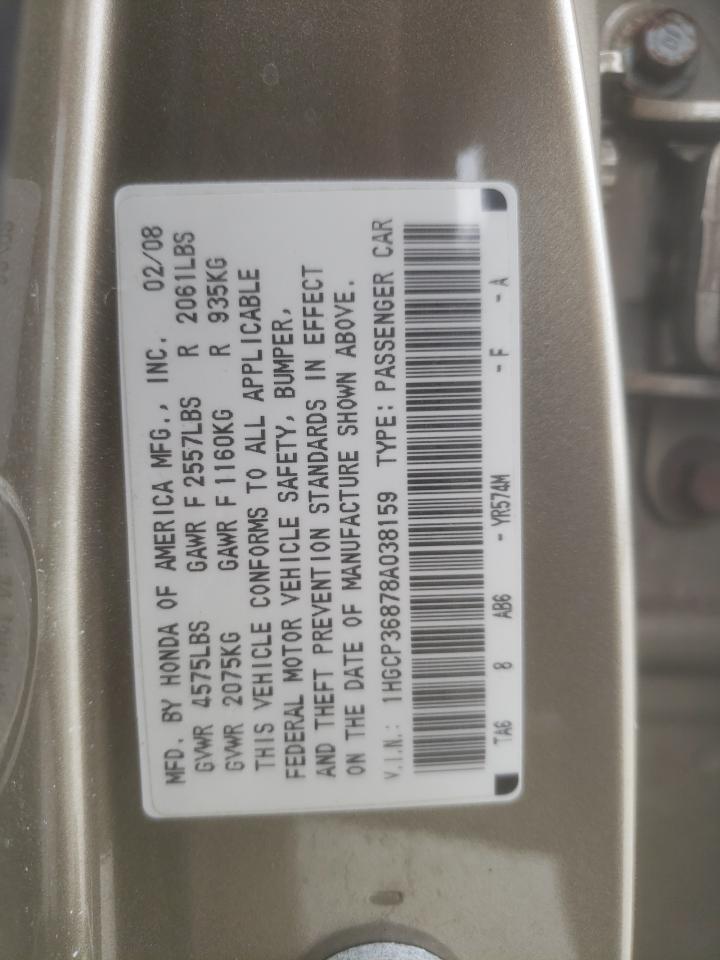 MFD. BY HONDA OF AMERICA MFG., INC. 02/08
GVWR 4575LBS GAWR F 2557LBS R 2061LBS
GVWR 2075KG GAWR F 1160KG R 935KG
THIS VEHICLE CONFORMS TO ALL APPLICABLE
FEDERAL MOTOR VEHICLE SAFETY, BUMPER,
AND THEFT PREVENTION STANDARDS IN EFFECT
ON THE DATE OF MANUFACTURE SHOWN ABOVE.
V.I.N.: 1HGCP36878A038159 TYPE: PASSENGER CAR
TA6 8 AB6 - YR574M - F - A